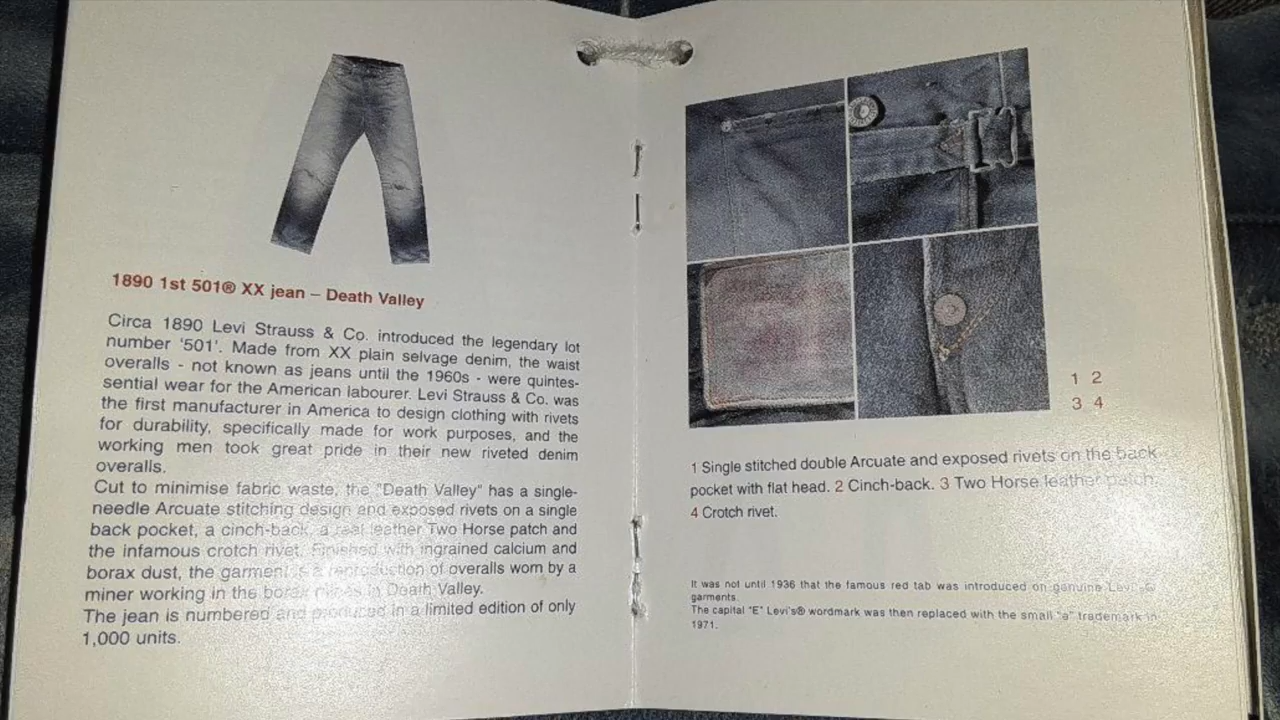 1890 1st 501® XX jean – Death Valley
Circa 1890 Levi Strauss & Co. introduced the legendary lot
number '501'. Made from XX plain selvage denim, the waist
overalls - not known as jeans until the 1960s - were quintes-
sential wear for the American labourer. Levi Strauss & Co. was
the first manufacturer in America to design clothing with rivets
for durability, specifically made for work purposes, and the
working men took great pride in their new riveted denim
overalls.
Cut to minimise fabric waste, the "Death Valley" has a single-
needle Arcuate stitching design and exposed rivets on a single
back pocket, a cinch-back, a real leather Two Horse patch and
the infamous crotch rivet. Finished with ingrained calcium and
borax dust, the garment is a reproduction of overalls worn by a
miner working in the borax mines in Death Valley.
The jean is numbered and produced in a limited edition of only
1,000 units.
1 2
3 4
1 Single stitched double Arcuate and exposed rivets on the back
pocket with flat head. 2 Cinch-back. 3 Two Horse leather patch.
4 Crotch rivet.
It was not until 1936 that the famous red tab was introduced on genuine
garments.
The capital "E" Levi's® wordmark was then replaced with the small "e" trademark in
1971.